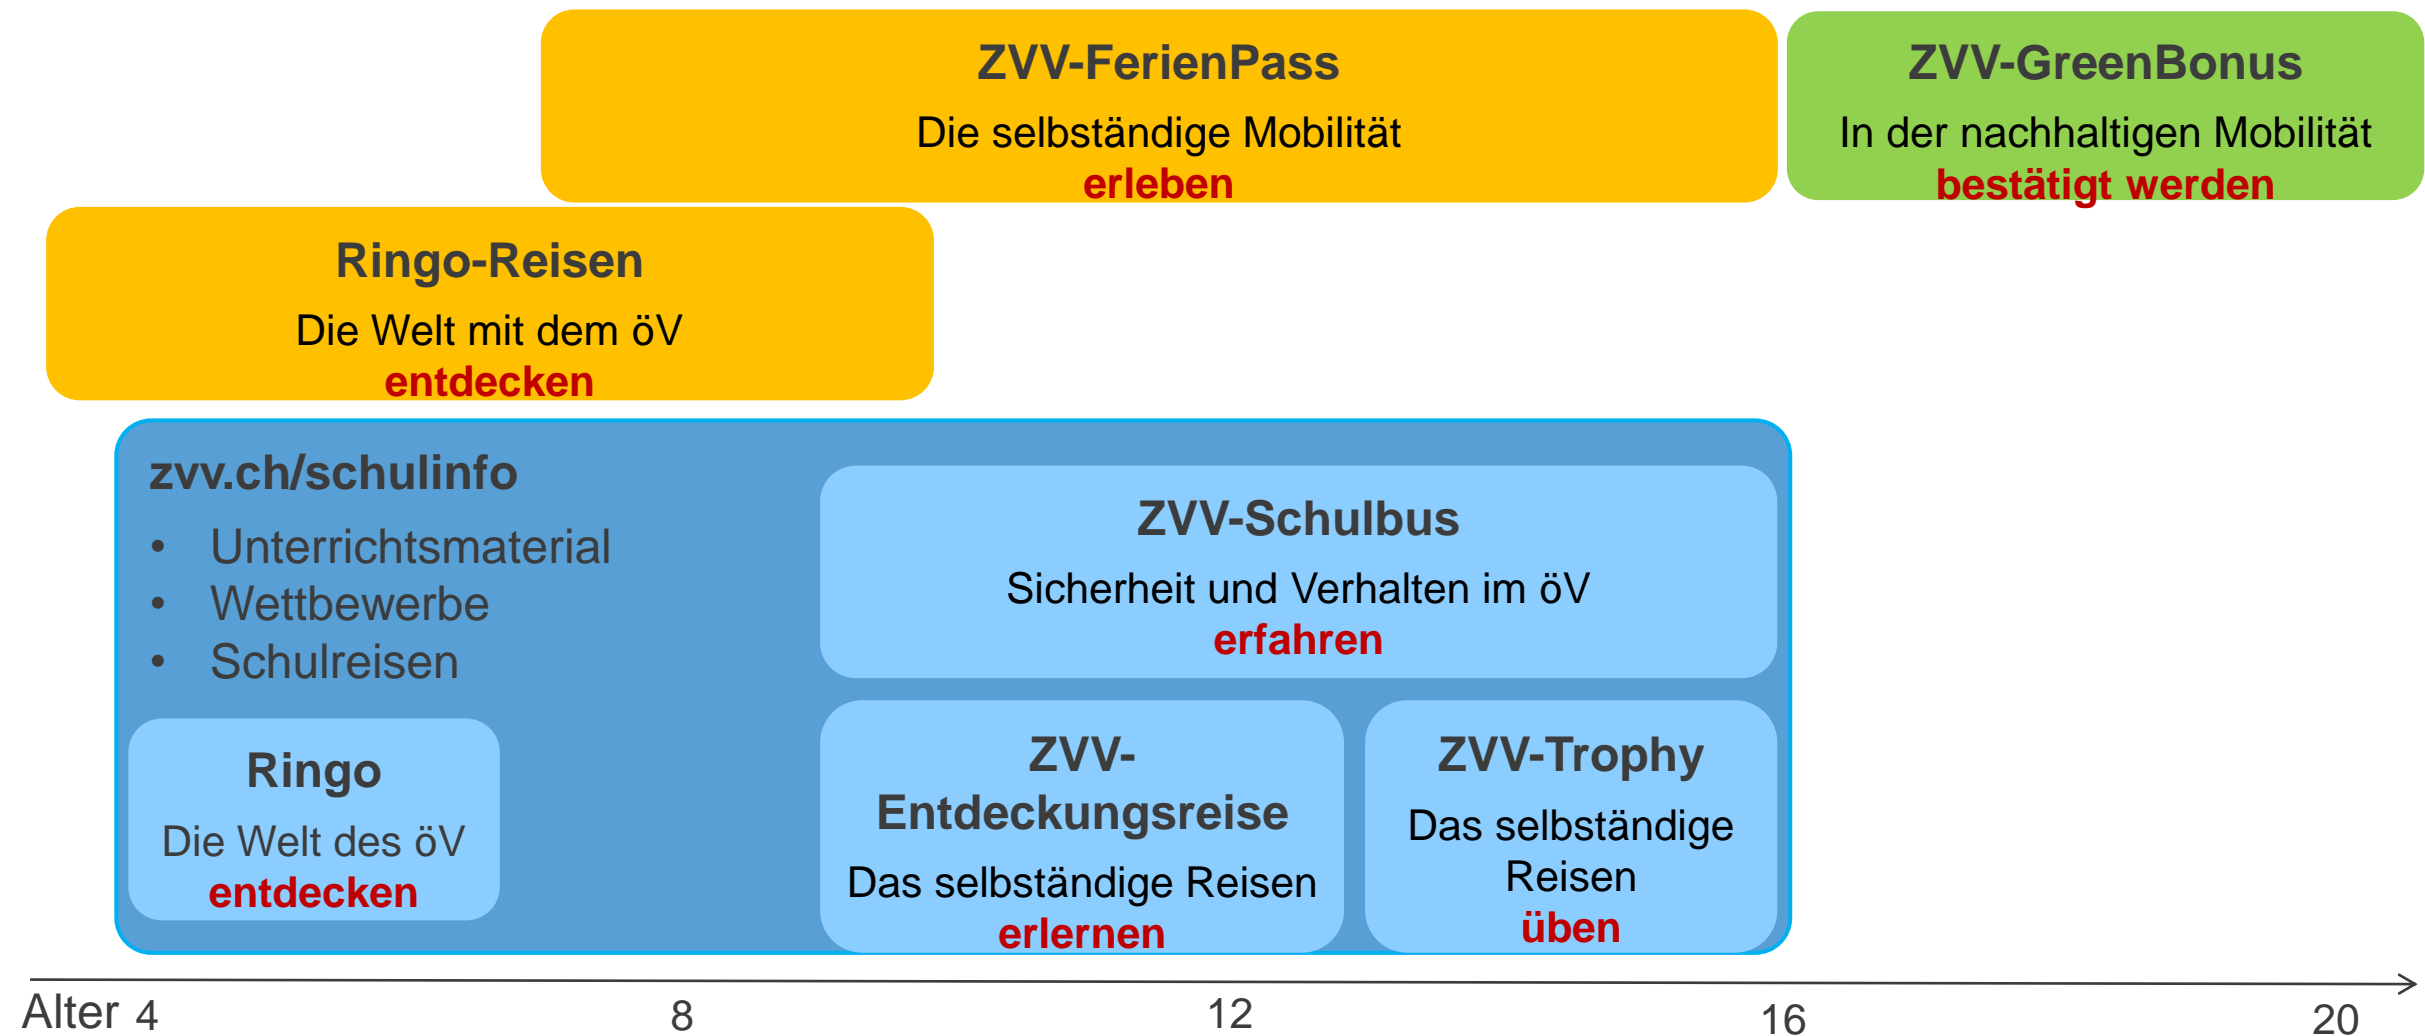 ZVV-FerienPass
Die selbständige Mobilität
erleben
ZVV-GreenBonus
In der nachhaltigen Mobilität
bestätigt werden
Ringo-Reisen
Die Welt mit dem öV
entdecken
zvv.ch/schulinfo
• Unterrichtsmaterial
• Wettbewerbe
• Schulreisen
ZVV-Schulbus
Sicherheit und Verhalten im öV
erfahren
Ringo
Die Welt des öV
entdecken
ZVV-
Entdeckungsreise
Das selbständige Reisen
erlernen
ZVV-Trophy
Das selbständige
Reisen
üben
Alter 4 8 12 16 20